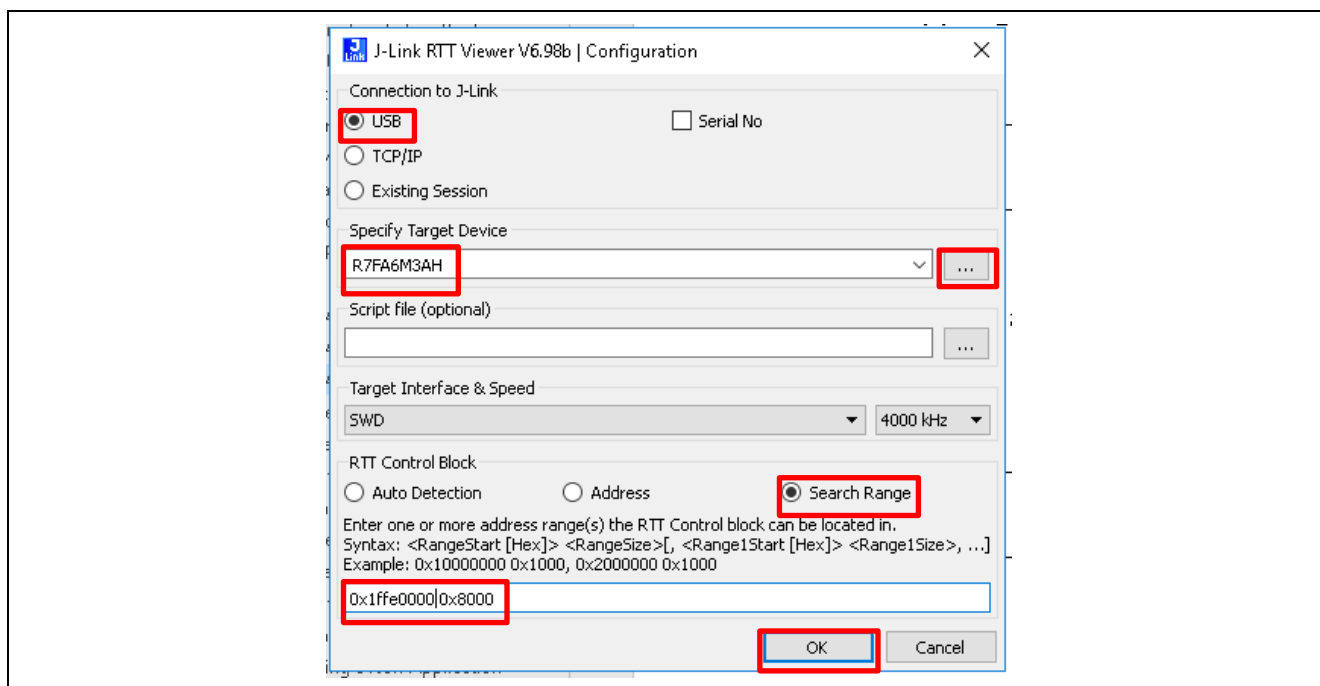 J-Link RTT Viewer V6.98b | Configuration
Connection to J-Link
USB
Serial No
TCP/IP
Existing Session
Specify Target Device
R7FA6M3AH
...
Script file (optional)
...
Target Interface & Speed
SWD
4000 kHz
RTT Control Block
Auto Detection
Address
Search Range
Enter one or more address range(s) the RTT Control block can be located in.
Syntax: <RangeStart [Hex]> <RangeSize>[, <Range1Start [Hex]> <Range1Size>, ...]
Example: 0x10000000 0x1000, 0x2000000 0x1000
0x1ffe0000 0x8000
OK
Cancel